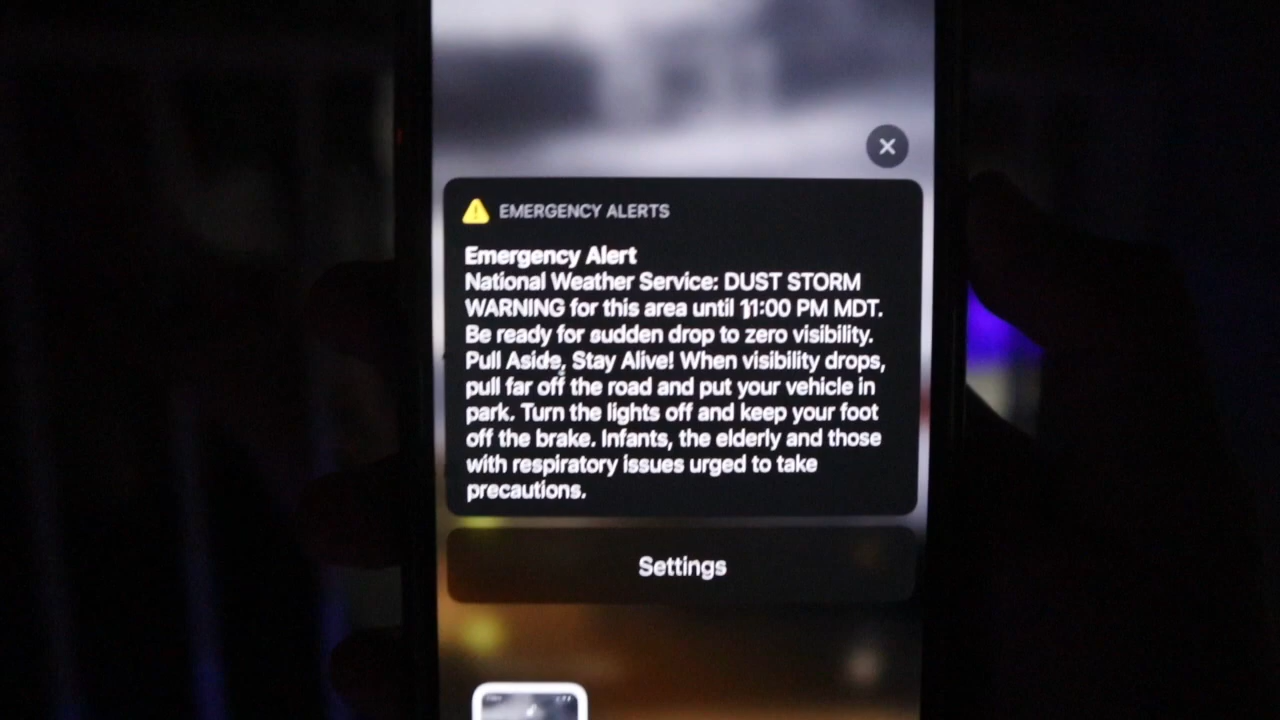 EMERGENCY ALERTS
Emergency Alert
National Weather Service: DUST STORM
WARNING for this area until 11:00 PM MDT.
Be ready for sudden drop to zero visibility.
Pull Aside, Stay Alive! When visibility drops,
pull far off the road and put your vehicle in
park. Turn the lights off and keep your foot
off the brake. Infants, the elderly and those
with respiratory issues urged to take
precautions.
Settings